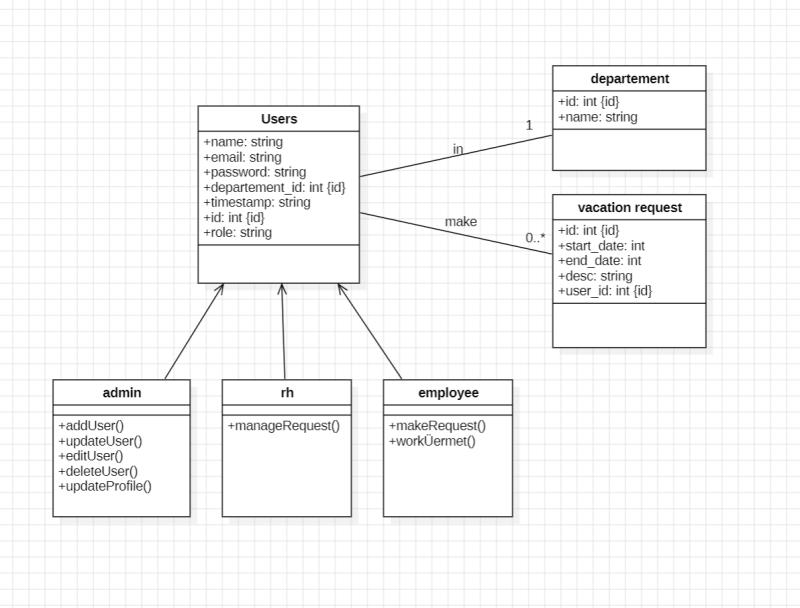 departement
+id: int {id}
+name: string
Users
+name: string
+email: string
+password: string
+departement_id: int {id}
+timestamp: string
+id: int {id}
+role: string
in
1
make
0..*
vacation request
+id: int {id}
+start_date: int
+end_date: int
+desc: string
+user_id: int {id}
admin
+addUser()
+updateUser()
+editUser()
+deleteUser()
+updateProfile()
rh
+manageRequest()
employee
+makeRequest()
+workÜermet()